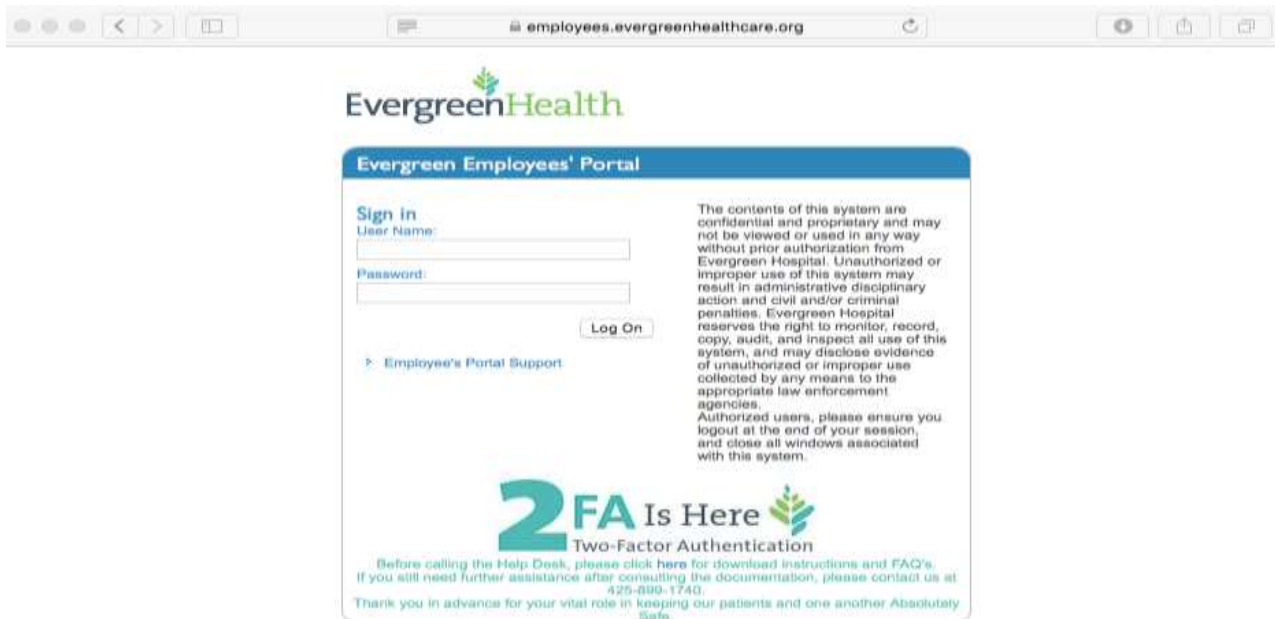 employees.evergreenhealthcare.org
EvergreenHealth
Evergreen Employees' Portal
Sign in
User Name:
Password:
Log On
Employee's Portal Support
The contents of this system are
confidential and proprietary and may
not be viewed or used in any way
without prior authorization from
Evergreen Hospital. Unauthorized or
improper use of this system may
result in administrative disciplinary
action and civil and/or criminal
penalties. Evergreen Hospital
reserves the right to monitor, record,
copy, audit, and inspect all use of this
system, and may disclose evidence
of unauthorized or improper use
collected by any means to the
appropriate law enforcement
agencies.
Authorized users, please ensure you
logout at the end of your session,
and close all windows associated
with this system.
2FA Is Here
Two-Factor Authentication
Before calling the Help Desk, please click here for download instructions and FAQ's.
If you still need further assistance after consulting the documentation, please contact us at
425-899-1740.
Thank you in advance for your vital role in keeping our patients and one another Absolutely
Safe.